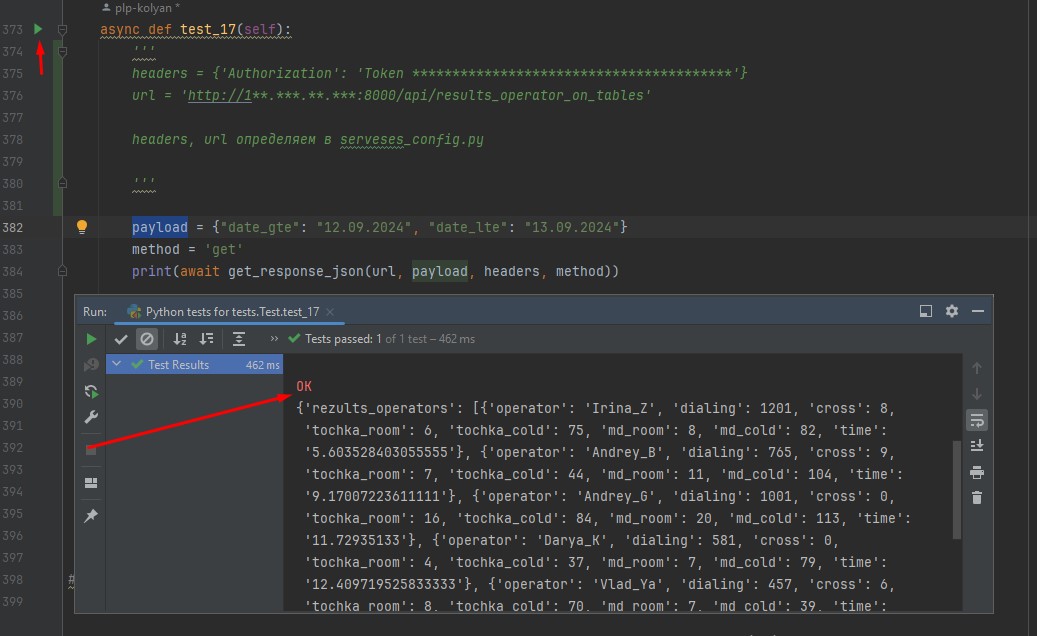 plp-kolyan *
373 async def test_17(self):
374 '''
375 headers = {'Authorization': 'Token ****************************************'}
376 url = 'http://1**.***.**.***:8000/api/results_operator_on_tables'
377
378 headers, url определяем в serveses_config.py
379
380 '''
381
382 payload = {"date_gte": "12.09.2024", "date_lte": "13.09.2024"}
383 method = 'get'
384 print(await get_response_json(url, payload, headers, method))
385
386
387
388
389
390
391
392
393
394
395
396
397
398 #
399
Run: Python tests for tests.Test.test_17 ×
» Tests passed: 1 of 1 test – 462 ms
Test Results 462 ms
OK
{'rezults_operators': [{'operator': 'Irina_Z', 'dialing': 1201, 'cross': 8,
'tochka_room': 6, 'tochka_cold': 75, 'md_room': 8, 'md_cold': 82, 'time':
'5.603528403055555'}, {'operator': 'Andrey_B', 'dialing': 765, 'cross': 9,
'tochka_room': 7, 'tochka_cold': 44, 'md_room': 11, 'md_cold': 104, 'time':
'9.17007223611111'}, {'operator': 'Andrey_G', 'dialing': 1001, 'cross': 0,
'tochka_room': 16, 'tochka_cold': 84, 'md_room': 20, 'md_cold': 113, 'time':
'11.72935133'}, {'operator': 'Darya_K', 'dialing': 581, 'cross': 0,
'tochka_room': 4, 'tochka_cold': 37, 'md_room': 7, 'md_cold': 79, 'time':
'12.409719525833333'}, {'operator': 'Vlad_Ya', 'dialing': 457, 'cross': 6,
'tochka_room': 8, 'tochka_cold': 70, 'md_room': 7, 'md_cold': 39, 'time':